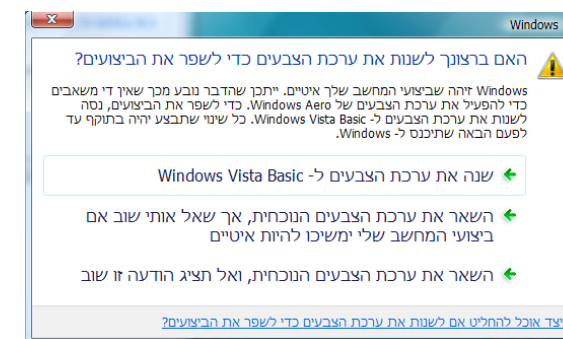 Windows
האם ברצונך לשנות את ערכת הצבעים כדי לשפר את הביצועים?
Windows זיהה שביצועי המחשב שלך איטיים. ייתכן שהדבר נובע מכך שאין די משאבים
כדי להפעיל את ערכת הצבעים של Windows Aero. כדי לשפר את הביצועים, נסה
לשנות את ערכת הצבעים ל- Windows Vista Basic. כל שינוי שתבצע יהיה בתוקף עד
לפעם הבאה שתיכנס ל- Windows.
שנה את ערכת הצבעים ל- Windows Vista Basic
השאר את ערכת הצבעים הנוכחית, אך שאל אותי שוב אם
ביצועי המחשב שלי ימשיכו להיות איטיים
השאר את ערכת הצבעים הנוכחית, ואל תציג הודעה זו שוב
יצד אוכל להחליט אם לשנות את ערכת הצבעים כדי לשפר את הביצועים?